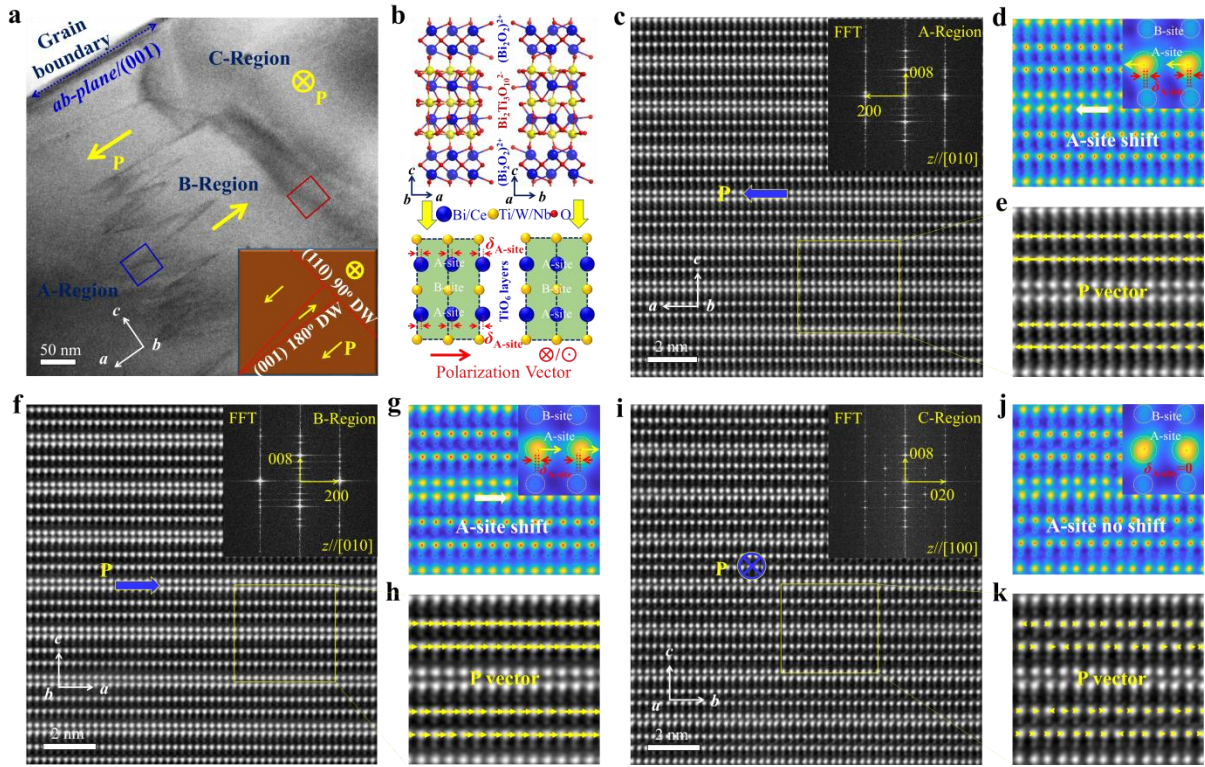 a
Grain
boundary
ab-plane/(001)
C-Region
P
P
B-Region
A-Region
(110) 90° DW
(001) 180° DW
P
c
b
a
50 nm
b
(Bi₂O₂)²⁺
Bi₂Ti₃O₁₀²⁻
(Bi₂O₂)²⁺
c
b
a
c
a
b
Bi/Ce
Ti/W/Nb
O
δA-site
A-site
B-site
A-site
TiO₆ layers
A-site
B-site
A-site
δA-site
Polarization Vector
⊗/⊙
c
FFT
A-Region
008
200
z//[010]
P
c
a
b
2 nm
d
B-site
A-site
δA-site
A-site shift
e
P vector
f
FFT
B-Region
008
200
z//[010]
P
c
b
a
2 nm
g
B-site
A-site
A-site shift
h
P vector
i
FFT
C-Region
008
020
z//[100]
P
c
a
b
2 nm
j
B-site
A-site
δA-site=0
A-site no shift
k
P vector